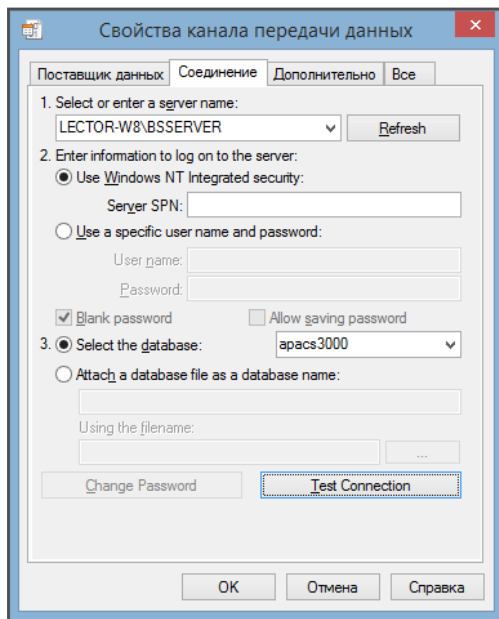 Свойства канала передачи данных
Поставщик данных Соединение Дополнительно Все
1. Select or enter a server name:
LECTOR-W8\BSSERVER Refresh
2. Enter information to log on to the server:
Use Windows NT Integrated security:
Server SPN:
Use a specific user name and password:
User name:
Password:
Blank password Allow saving password
3. Select the database: apacs3000
Attach a database file as a database name:
Using the filename:
...
Change Password Test Connection
OK Отмена Справка